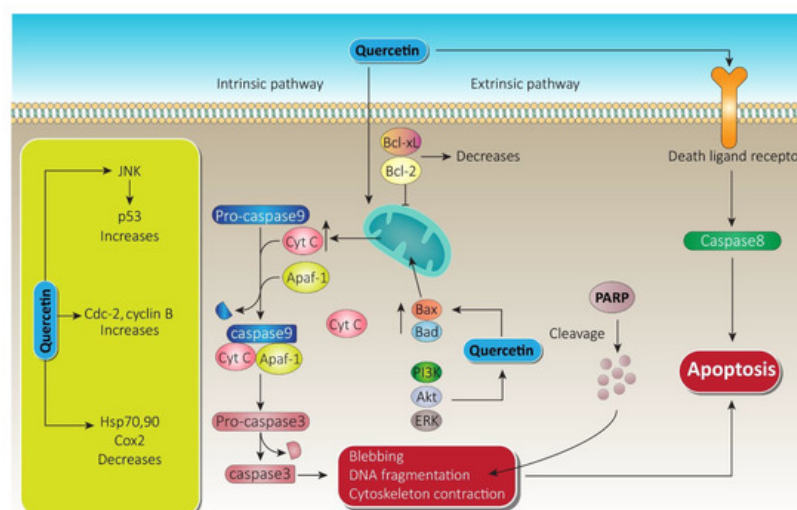 Quercetin
Intrinsic pathway
Extrinsic pathway
Bcl-xL
Bcl-2
Decreases
Death ligand receptor
JNK
p53
Increases
Quercetin
Cdc-2, cyclin B
Increases
Hsp70,90
Cox2
Decreases
Pro-caspase9
Cyt C
Apaf-1
caspase9
Cyt C
Apaf-1
Pro-caspase3
caspase3
Cyt C
Bax
Bad
Quercetin
PI3K
Akt
ERK
PARP
Cleavage
Caspase8
Apoptosis
Blebbing
DNA fragmentation
Cytoskeleton contraction